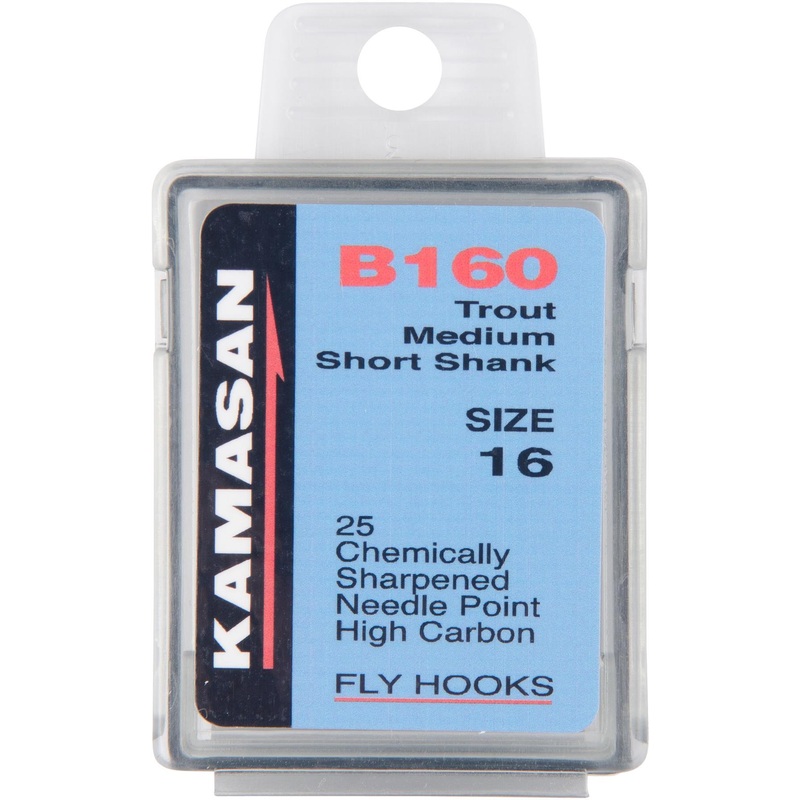 KAMASAN
B160
Trout
Medium
Short Shank
SIZE
16
25
Chemically
Sharpened
Needle Point
High Carbon
FLY HOOKS